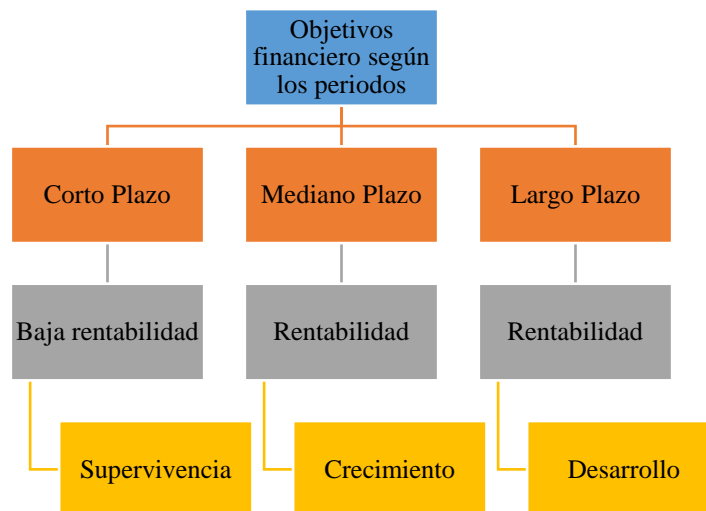 Objetivos
financiero según
los periodos
Corto Plazo
Mediano Plazo
Largo Plazo
Baja rentabilidad
Rentabilidad
Rentabilidad
Supervivencia
Crecimiento
Desarrollo